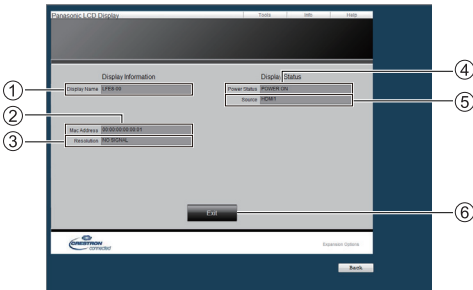 Panasonic LCD Display
Tools Info Help
Display Information
Display Status
④
① Display Name LFE8-00
Power Status POWER ON
⑤
Source HDMI1
②
Mac Address 00:00:00:00:00:01
③ Resolution NO SIGNAL
Exit ⑥
CRESTRON
connected
Expansion Options
Back